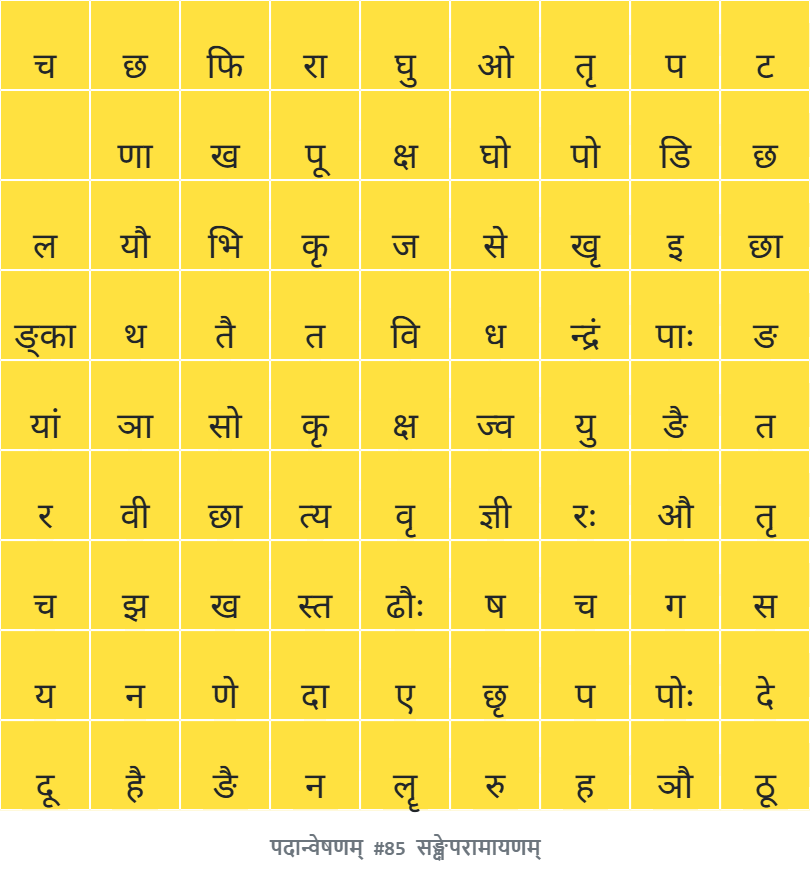 च छ फि रा घु ओ तृ प ट
णा ख पू क्ष घो पो डि छ
ल यौ भि कृ ज से खृ इ छा
ङ्का थ तै त वि ध न्द्रं पाः ङ
यां ञा सो कृ क्ष ज्व यु ङै त
र वी छा त्य वृ ज्ञी रः औ तृ
च झ ख स्त ढौः ष च ग स
य न णे दा ए छृ प पोः दे
दू है ङै न लॄ रु ह ञौ ठू
पदान्वेषणम् #85 सङ्क्षेपरामायणम्